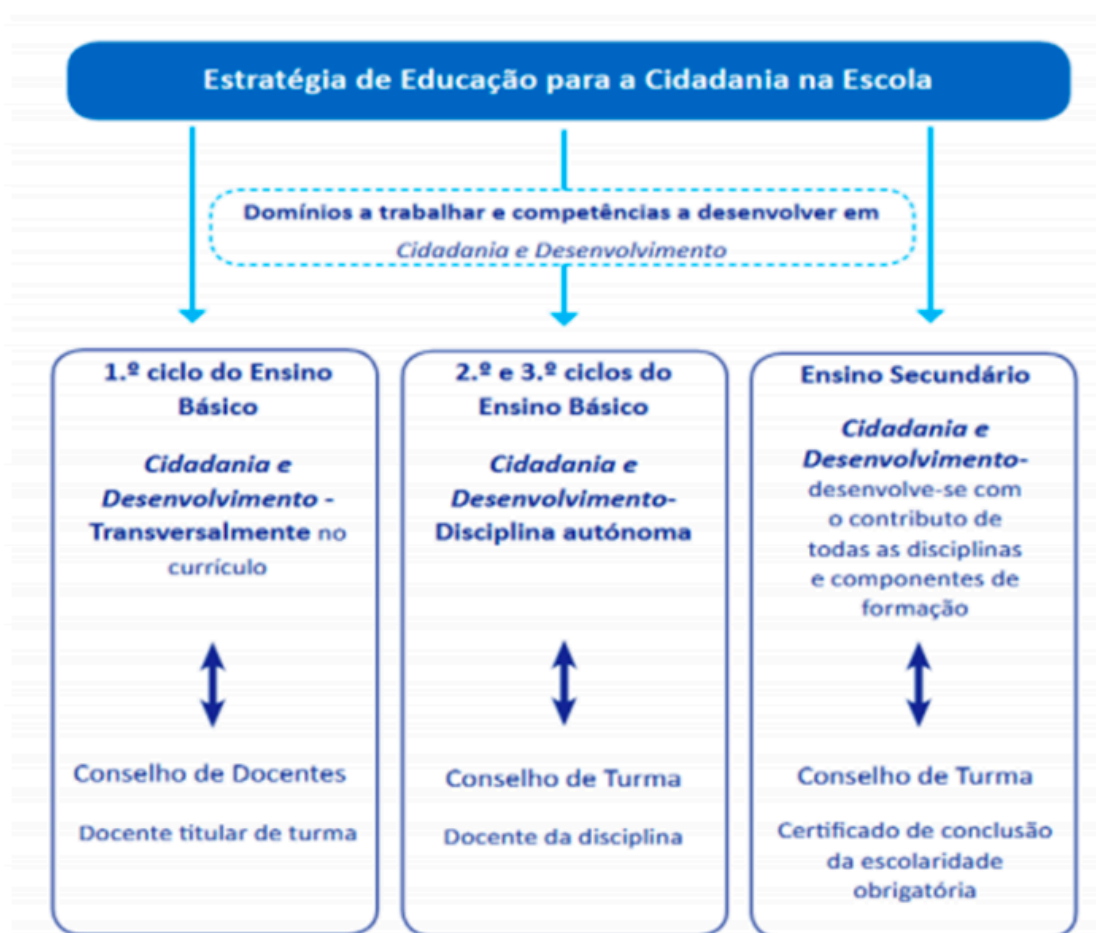 Estratégia de Educação para a Cidadania na Escola
Domínios a trabalhar e competências a desenvolver em
Cidadania e Desenvolvimento
1.º ciclo do Ensino
Básico
Cidadania e
Desenvolvimento -
Transversalmente no
currículo
Conselho de Docentes
Docente titular de turma
2.º e 3.º ciclos do
Ensino Básico
Cidadania e
Desenvolvimento-
Disciplina autónoma
Conselho de Turma
Docente da disciplina
Ensino Secundário
Cidadania e
Desenvolvimento-
desenvolve-se com
o contributo de
todas as disciplinas
e componentes de
formação
Conselho de Turma
Certificado de conclusão
da escolaridade
obrigatória